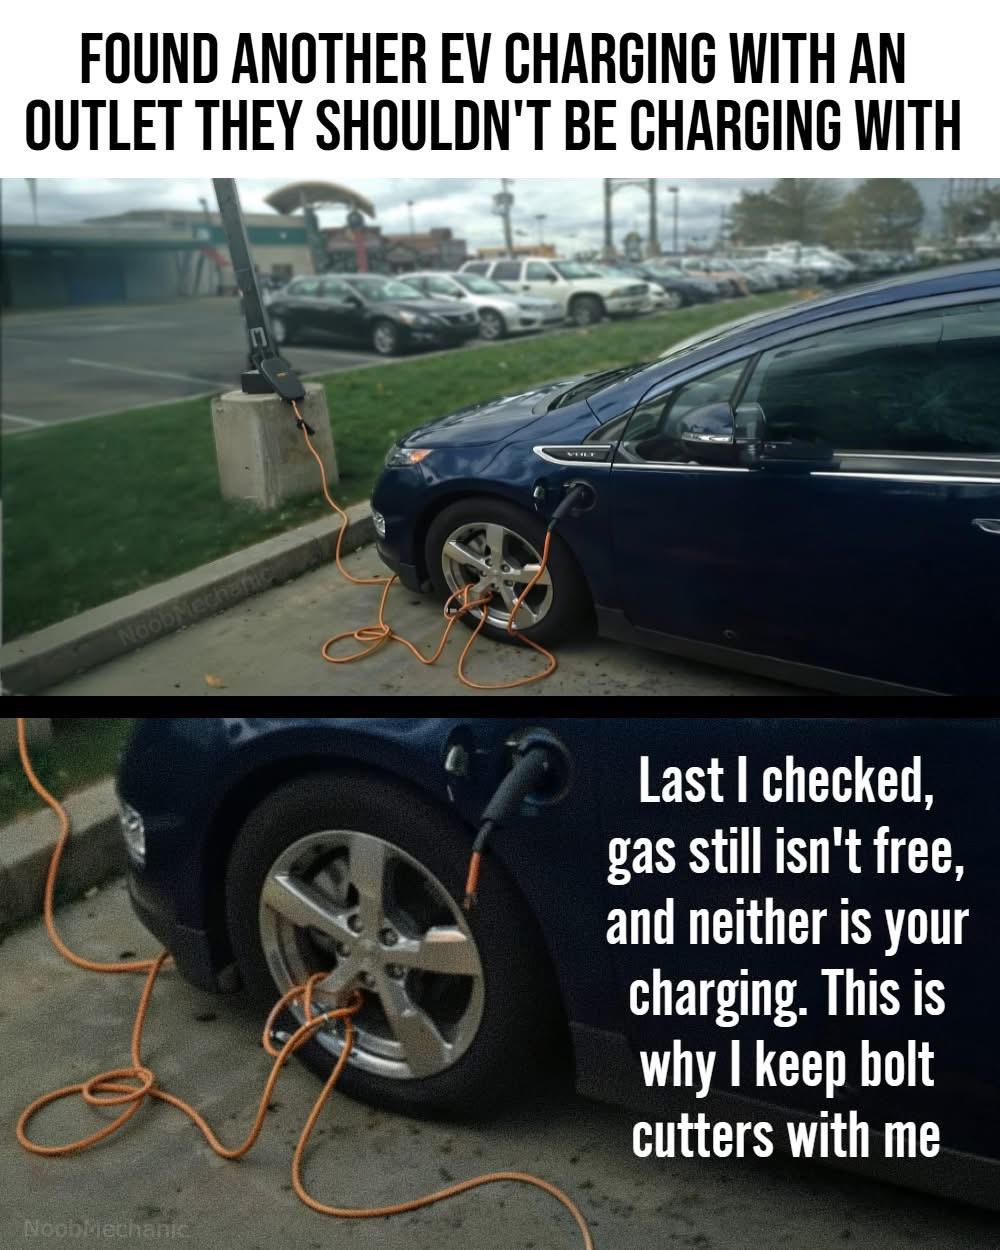 FOUND ANOTHER EV CHARGING WITH AN
OUTLET THEY SHOULDN'T BE CHARGING WITH
VOLT
NoobMechanic
Last I checked,
gas still isn't free,
and neither is your
charging. This is
why I keep bolt
cutters with me
NoobMechanic